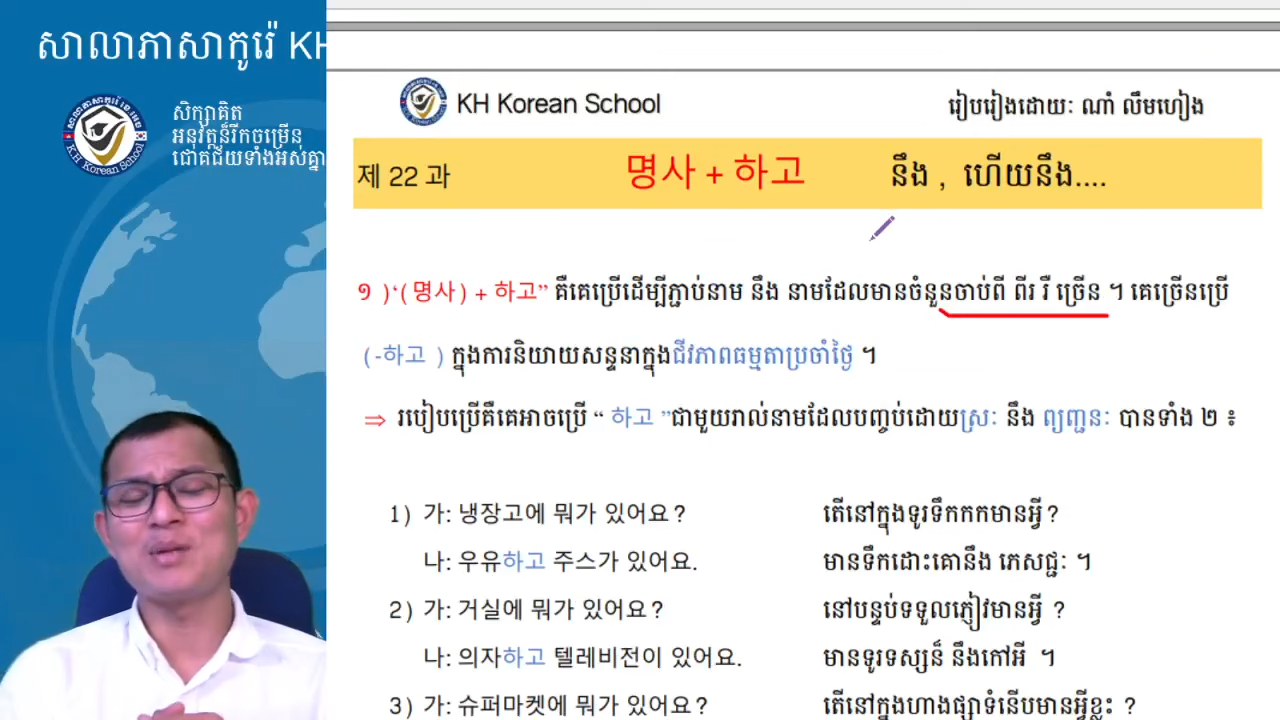 សាលាភាសាកូរ៉េ KH
សិក្សាគិត
អនុវត្តន៏រីកចម្រើន
ជោគជ័យទាំងអស់គ្នា
KH Korean School
រៀបរៀងដោយៈ ណាំ លឹមហៀង
제 22 과 명사 + 하고 នឹង , ហើយនឹង....
១ )‘(명사) + 하고” គឺគេប្រើដើម្បីភ្ជាប់នាម នឹង នាមដែលមានចំនួនចាប់ពី ពីរ រឺ ច្រើន ។ គេច្រើនប្រើ
(-하고 ) ក្នុងការនិយាយសន្ទនាក្នុងជីវភាពធម្មតាប្រចាំថ្ងៃ ។
⇒ របៀបប្រើគឺគេអាចប្រើ “ 하고 ”ជាមួយរាល់នាមដែលបញ្ចប់ដោយស្រៈ នឹង ព្យញ្ជនៈ បានទាំង ២ ៖
1) 가: 냉장고에 뭐가 있어요? តើនៅក្នុងទូរទឹកកកមានអ្វី?
나: 우유하고 주스가 있어요. មានទឹកដោះគោនឹង ភេសជ្ជៈ ។
2) 가: 거실에 뭐가 있어요? នៅបន្ទប់ទទួលភ្ញៀវមានអ្វី ?
나: 의자하고 텔레비전이 있어요. មានទូរទស្សន៏ នឹងកៅអី ។
3) 가: 슈퍼마켓에 뭐가 있어요? តើនៅក្នុងហាងផ្សាទំនើបមានអ្វីខ្លះ ?